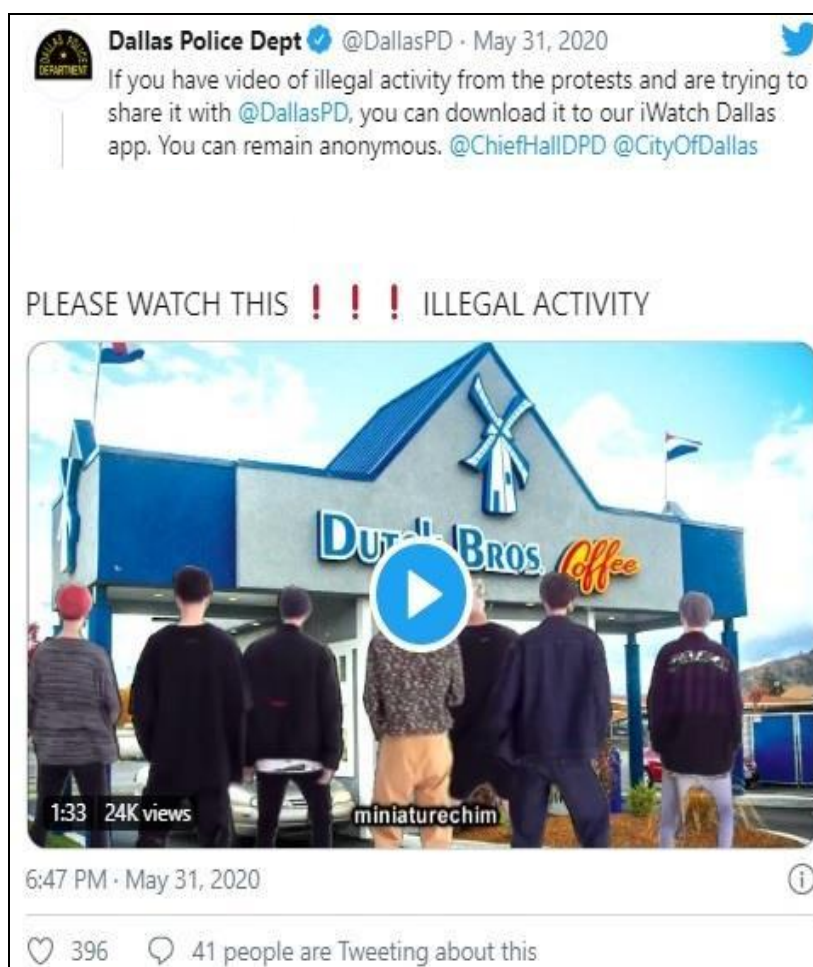 Dallas Police Dept @DallasPD · May 31, 2020
If you have video of illegal activity from the protests and are trying to
share it with @DallasPD, you can download it to our iWatch Dallas
app. You can remain anonymous. @ChiefHallDPD @CityOfDallas
DALLAS POLICE
DEPARTMENT
PLEASE WATCH THIS ❗❗❗ ILLEGAL ACTIVITY
DUTCH BROS. Coffee
1:33 24K views
miniaturechim
6:47 PM · May 31, 2020
396 41 people are Tweeting about this